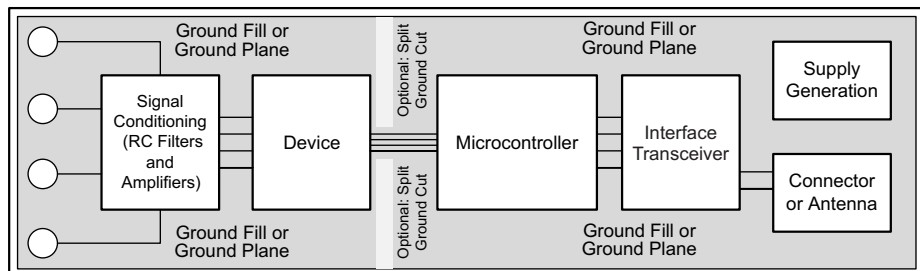 Ground Fill or
Ground Plane
Optional: Split
Ground Cut
Ground Fill or
Ground Plane
Supply
Generation
Signal
Conditioning
(RC Filters
and
Amplifiers)
Device
Microcontroller
Interface
Transceiver
Connector
or Antenna
Ground Fill or
Ground Plane
Optional: Split
Ground Cut
Ground Fill or
Ground Plane